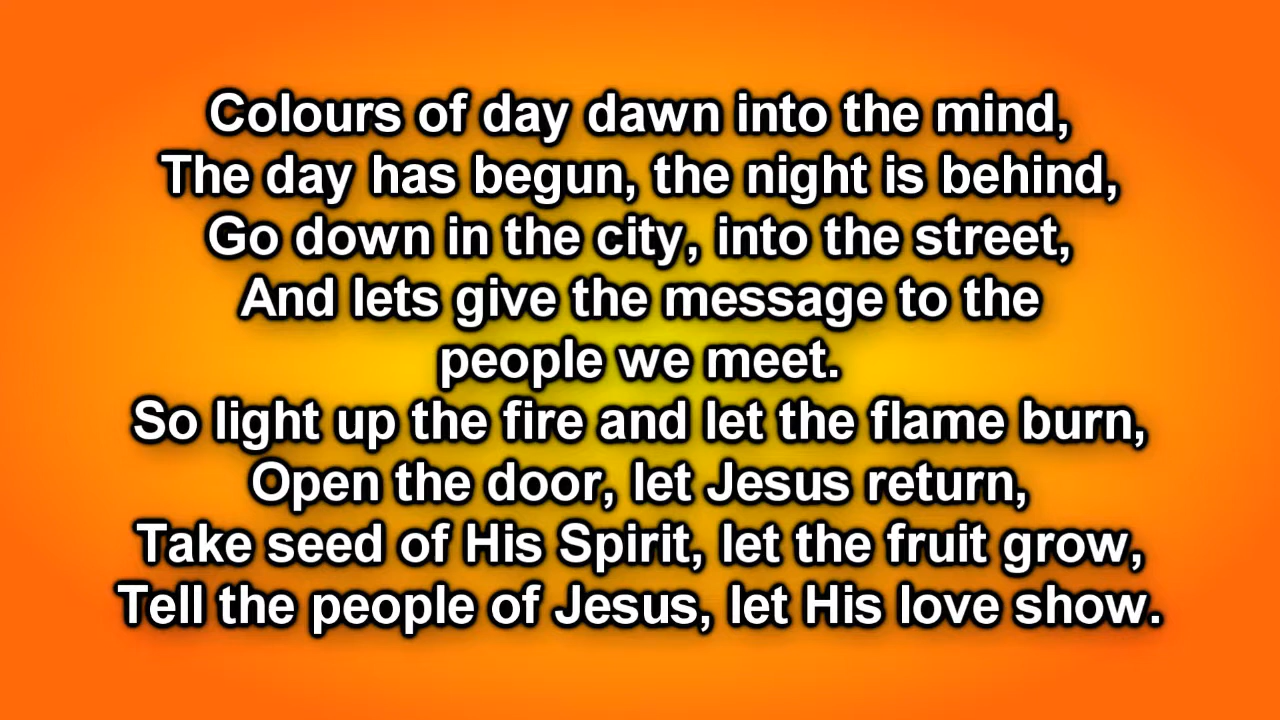 Colours of day dawn into the mind,
The day has begun, the night is behind,
Go down in the city, into the street,
And lets give the message to the
people we meet.
So light up the fire and let the flame burn,
Open the door, let Jesus return,
Take seed of His Spirit, let the fruit grow,
Tell the people of Jesus, let His love show.